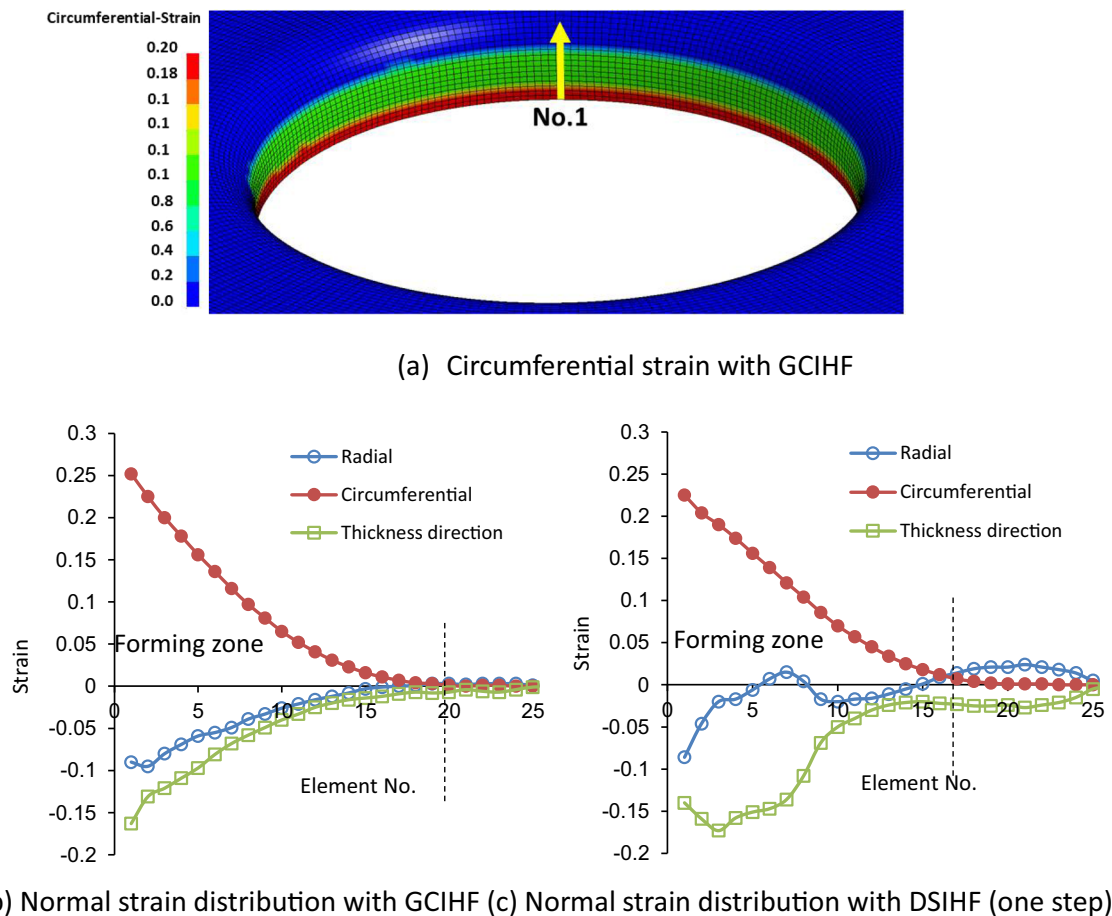 Circumferential-Strain
0.20
0.18
0.1
0.1
0.1
0.1
0.8
0.6
0.4
0.2
0.0
No.1
(a) Circumferential strain with GCIHF
0.3
0.25
0.2
0.15
0.1
0.05
0
-0.05
-0.1
-0.15
-0.2
Strain
Radial
Circumferential
Thickness direction
Forming zone
0 5 10 15 20 25
Element No.
0.3
0.25
0.2
0.15
0.1
0.05
0
-0.05
-0.1
-0.15
-0.2
Strain
Radial
Circumferential
Thickness direction
Forming zone
0 5 10 15 20 25
Element No.
) Normal strain distribution with GCIHF (c) Normal strain distribution with DSIHF (one step)